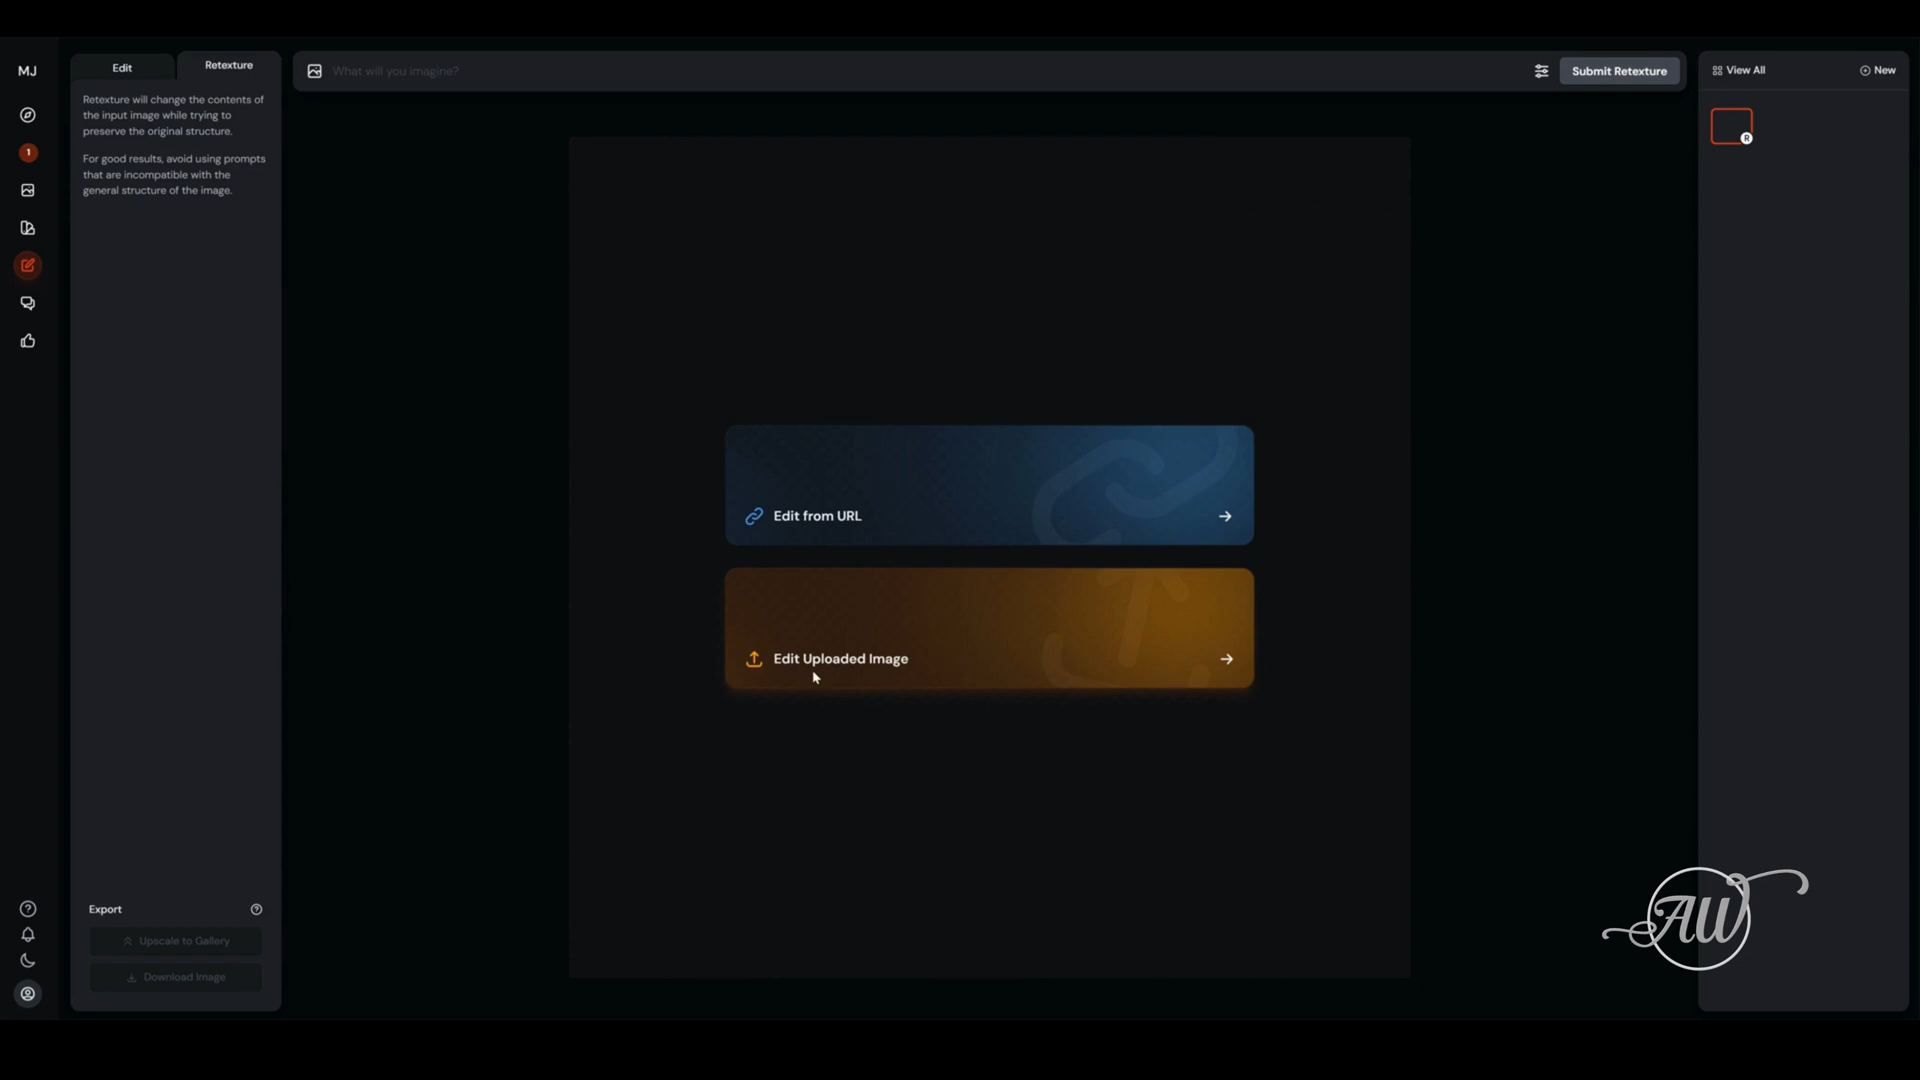 MJ
1
Edit
Retexture
Retexture will change the contents of
the input image while trying to
preserve the original structure.
For good results, avoid using prompts
that are incompatible with the
general structure of the image.
Export
Upscale to Gallery
Download Image
What will you imagine?
Submit Retexture
Edit from URL
Edit Uploaded Image
View All
New
R
AW